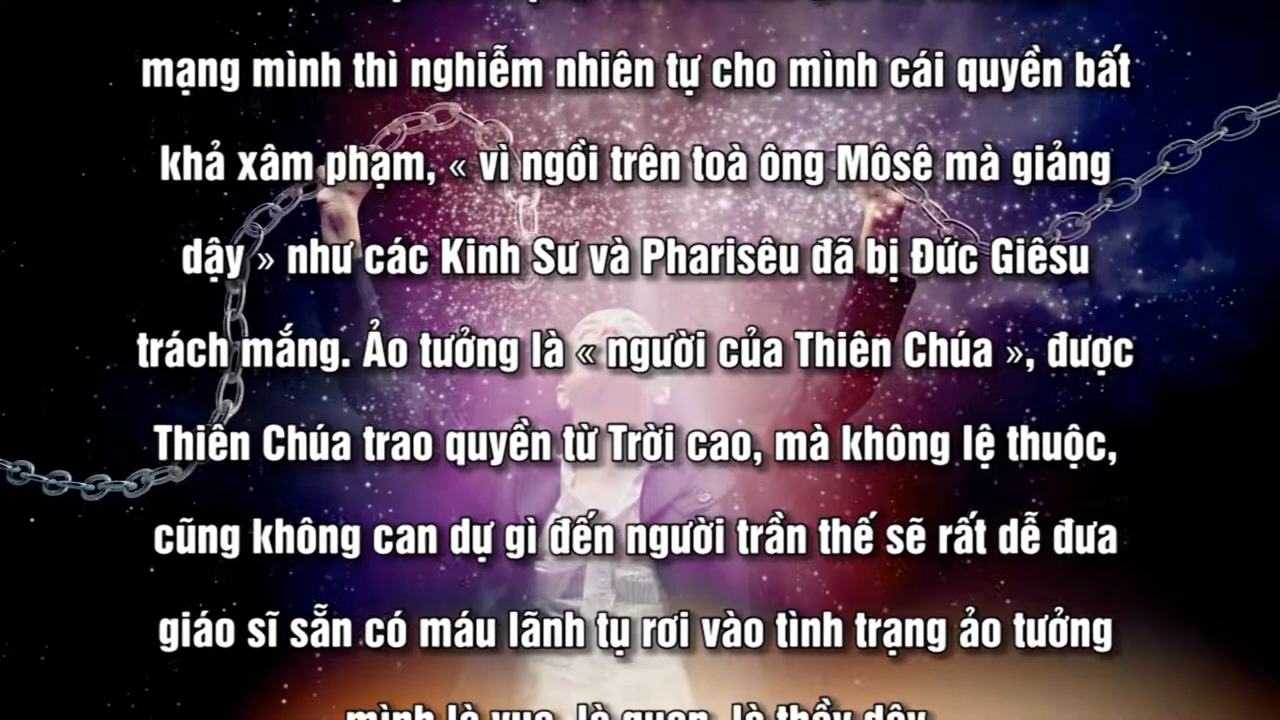 mạng mình thì nghiễm nhiên tự cho mình cái quyền bất
khả xâm phạm, « vì ngồi trên toà ông Môsê mà giảng
dậy » như các Kinh Sư và Pharisêu đã bị Đức Giêsu
trách mắng. Ảo tưởng là « người của Thiên Chúa », được
Thiên Chúa trao quyền từ Trời cao, mà không lệ thuộc,
cũng không can dự gì đến người trần thế sẽ rất dễ đưa
giáo sĩ sẵn có máu lãnh tụ rơi vào tình trạng ảo tưởng
mình là vua, là quan, là thầy dậy